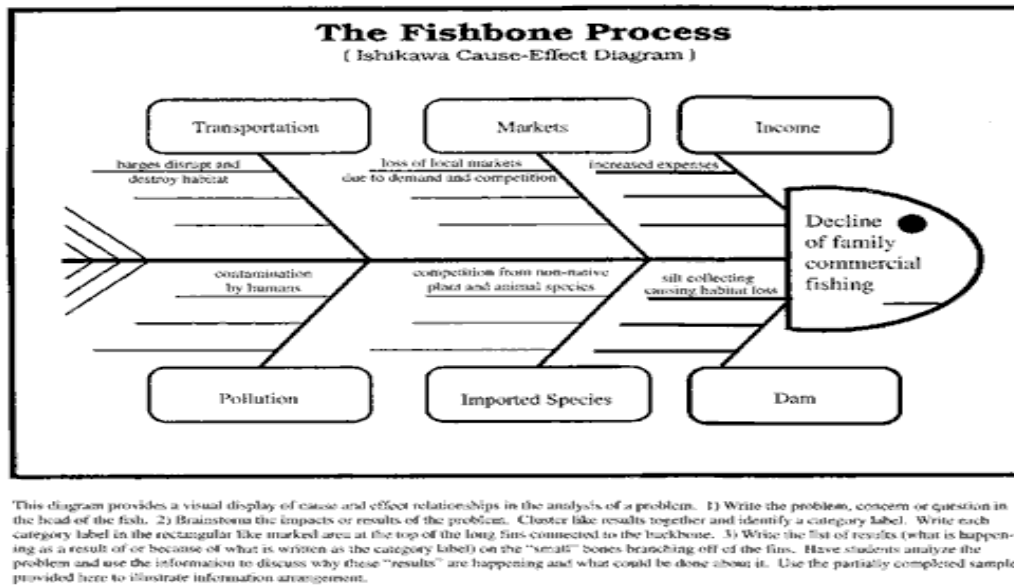 The Fishbone Process
( Ishikawa Cause-Effect Diagram )
Transportation
Markets
Income
barges disrupt and
destroy habitat
loss of local markets
due to demand and competition
increased expenses
Decline
of family
commercial
fishing
contamination
by humans
competition from non-native
plant and animal species
silt collecting
causing habitat loss
Pollution
Imported Species
Dam
This diagram provides a visual display of cause and effect relationships in the analysis of a problem. 1) Write the problem, concern or question in
the head of the fish. 2) Brainstorm the impacts or results of the problem. Cluster like results together and identify a category label. Write each
category label in the rectangular like marked area at the top of the long fins connected to the backbone. 3) Write the list of results (what is happen-
ing as a result of or because of what is written as the category label) on the "small" bones branching off of the fins. Have students analyze the
problem and use the information to discuss why these "results" are happening and what could be done about it. Use the partially completed sample
provided here to illustrate information arrangement.